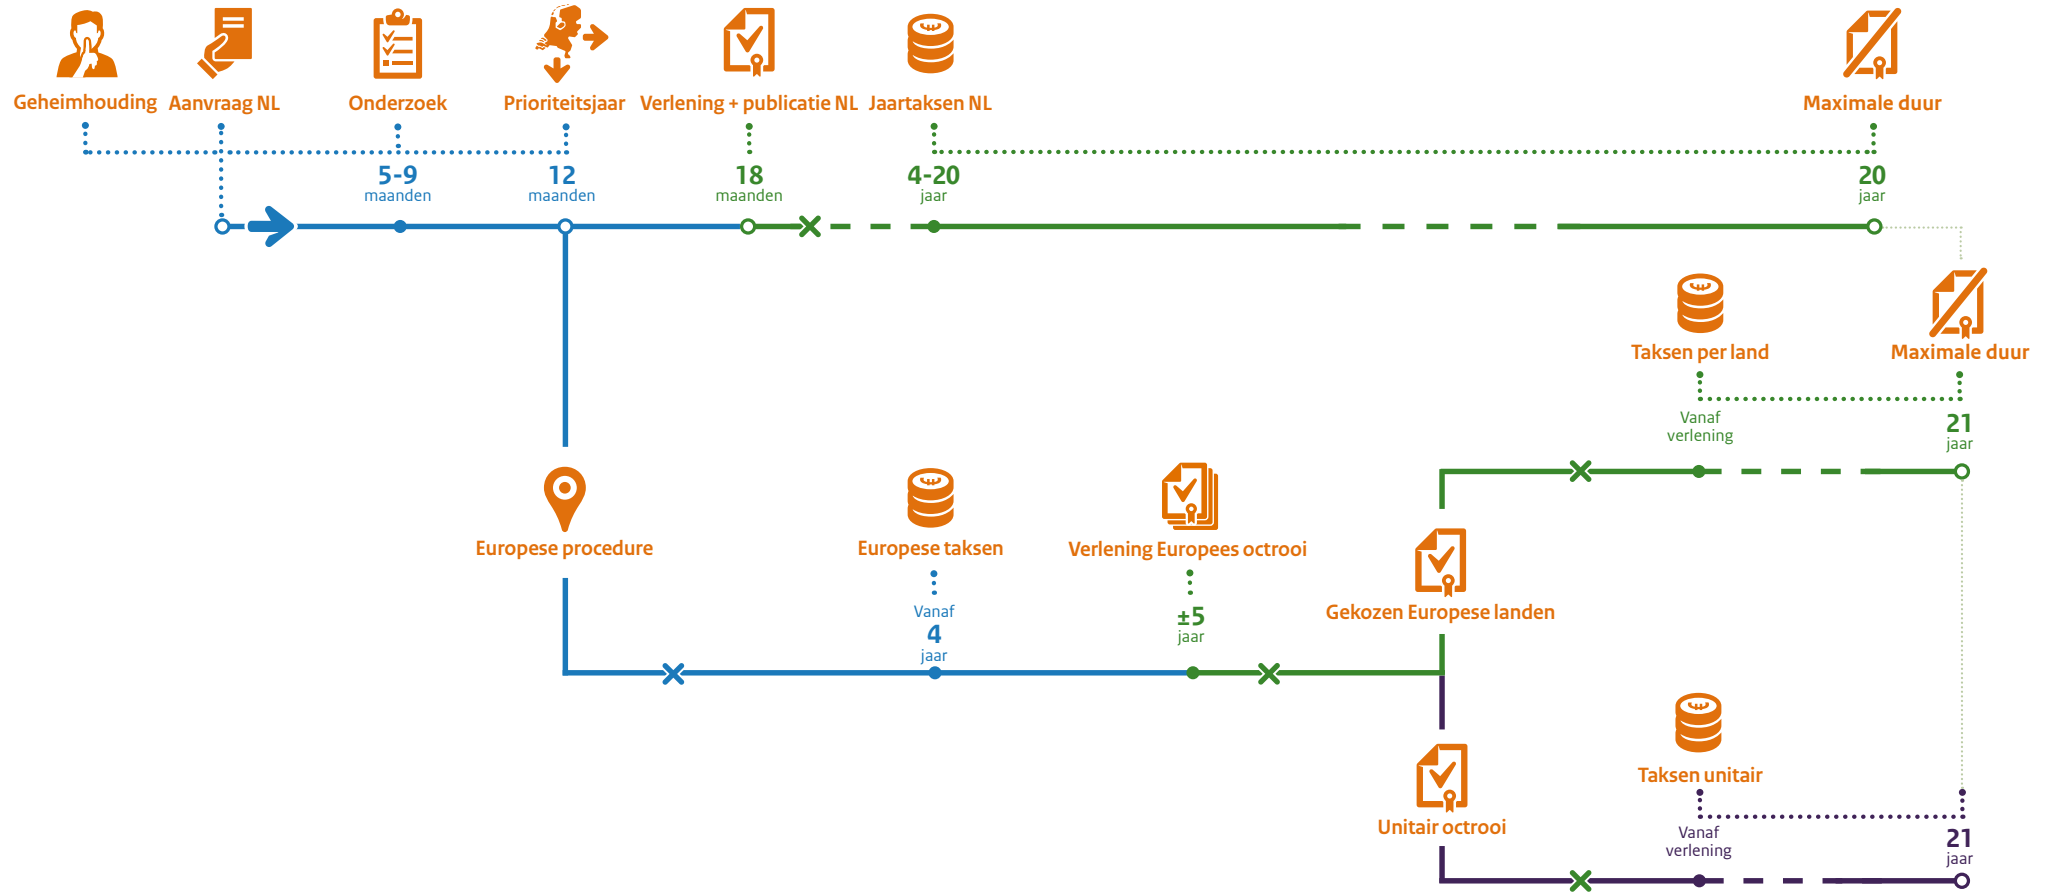 Geheimhouding
Aanvraag NL
Onderzoek
Prioriteitsjaar
Verlening + publicatie NL
Jaartaksen NL
Maximale duur
5-9
maanden
12
maanden
18
maanden
4-20
jaar
20
jaar
Taksen per land
Maximale duur
Vanaf
verlening
21
jaar
Europese procedure
Europese taksen
Verlening Europees octrooi
Vanaf
4
jaar
±5
jaar
Gekozen Europese landen
Unitair octrooi
Taksen unitair
Vanaf
verlening
21
jaar